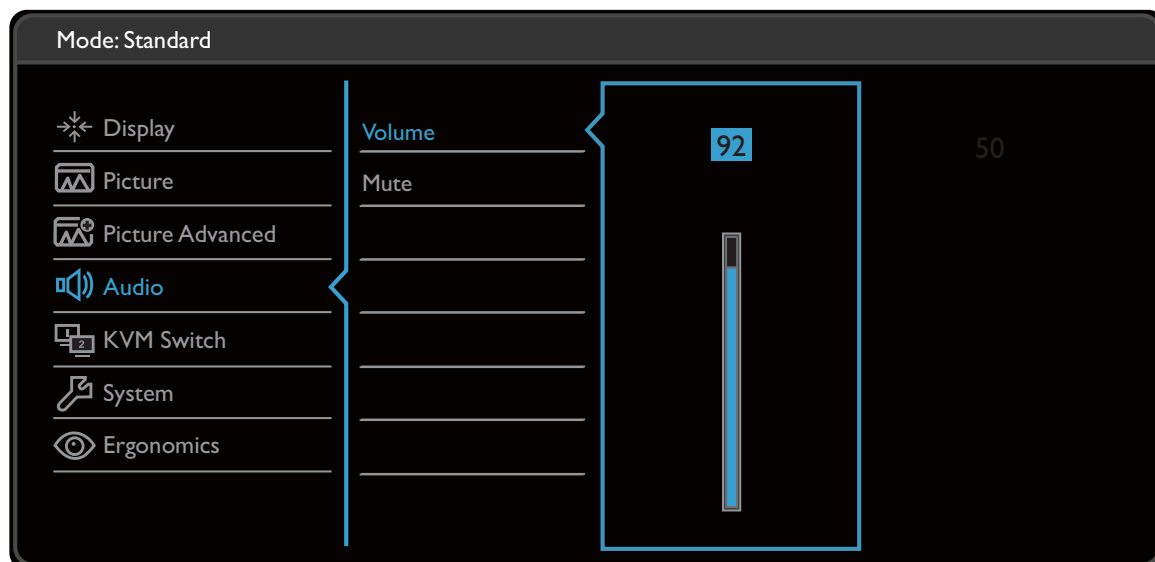 Mode: Standard
Display
Picture
Picture Advanced
Audio
KVM Switch
System
Ergonomics
Volume
Mute
92
50
2